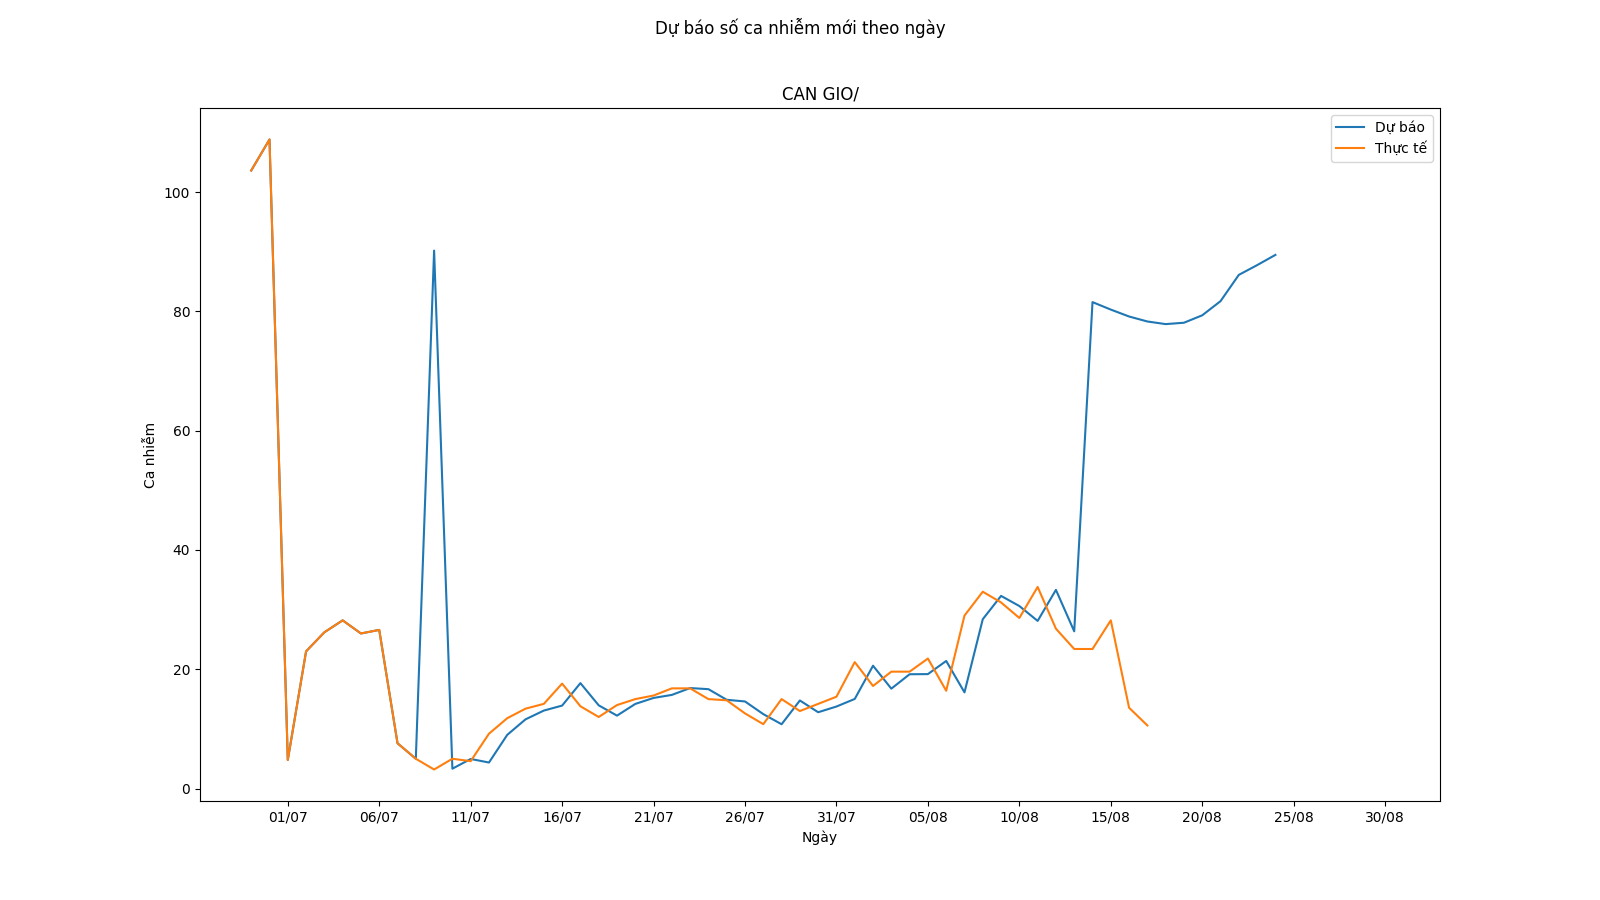 Dự báo số ca nhiễm mới theo ngày
CAN GIO/
Dự báo
Thực tế
100
80
60
40
20
0
Ca nhiễm
01/07 06/07 11/07 16/07 21/07 26/07 31/07 05/08 10/08 15/08 20/08 25/08 30/08
Ngày